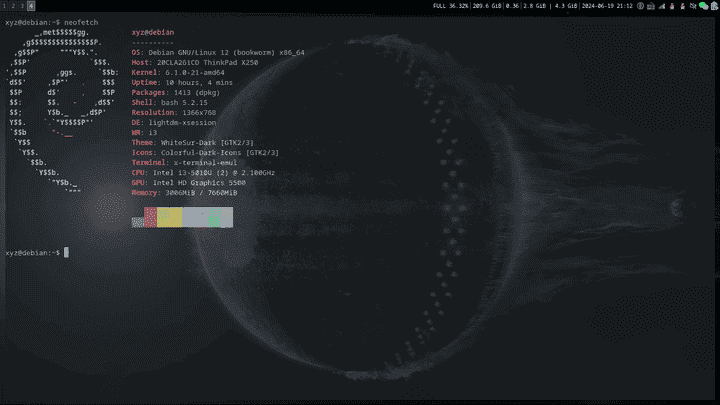 1 2 3 4
FULL 36.32% | 209.6 GiB | 0.36 | 2.8 GiB | 4.3 GiB | 2024-06-19 21:12
xyz@debian:~$ neofetch
xyz@debian
----------
OS: Debian GNU/Linux 12 (bookworm) x86_64
Host: 20CLA261CD ThinkPad X250
Kernel: 6.1.0-21-amd64
Uptime: 10 hours, 4 mins
Packages: 1413 (dpkg)
Shell: bash 5.2.15
Resolution: 1366x768
DE: lightdm-xsession
WM: i3
Theme: WhiteSur-Dark [GTK2/3]
Icons: Colorful-Dark-Icons [GTK2/3]
Terminal: x-terminal-emul
CPU: Intel i3-5010U (4) @ 2.100GHz
GPU: Intel HD Graphics 5500
Memory: 3006MiB / 7660MiB
xyz@debian:~$